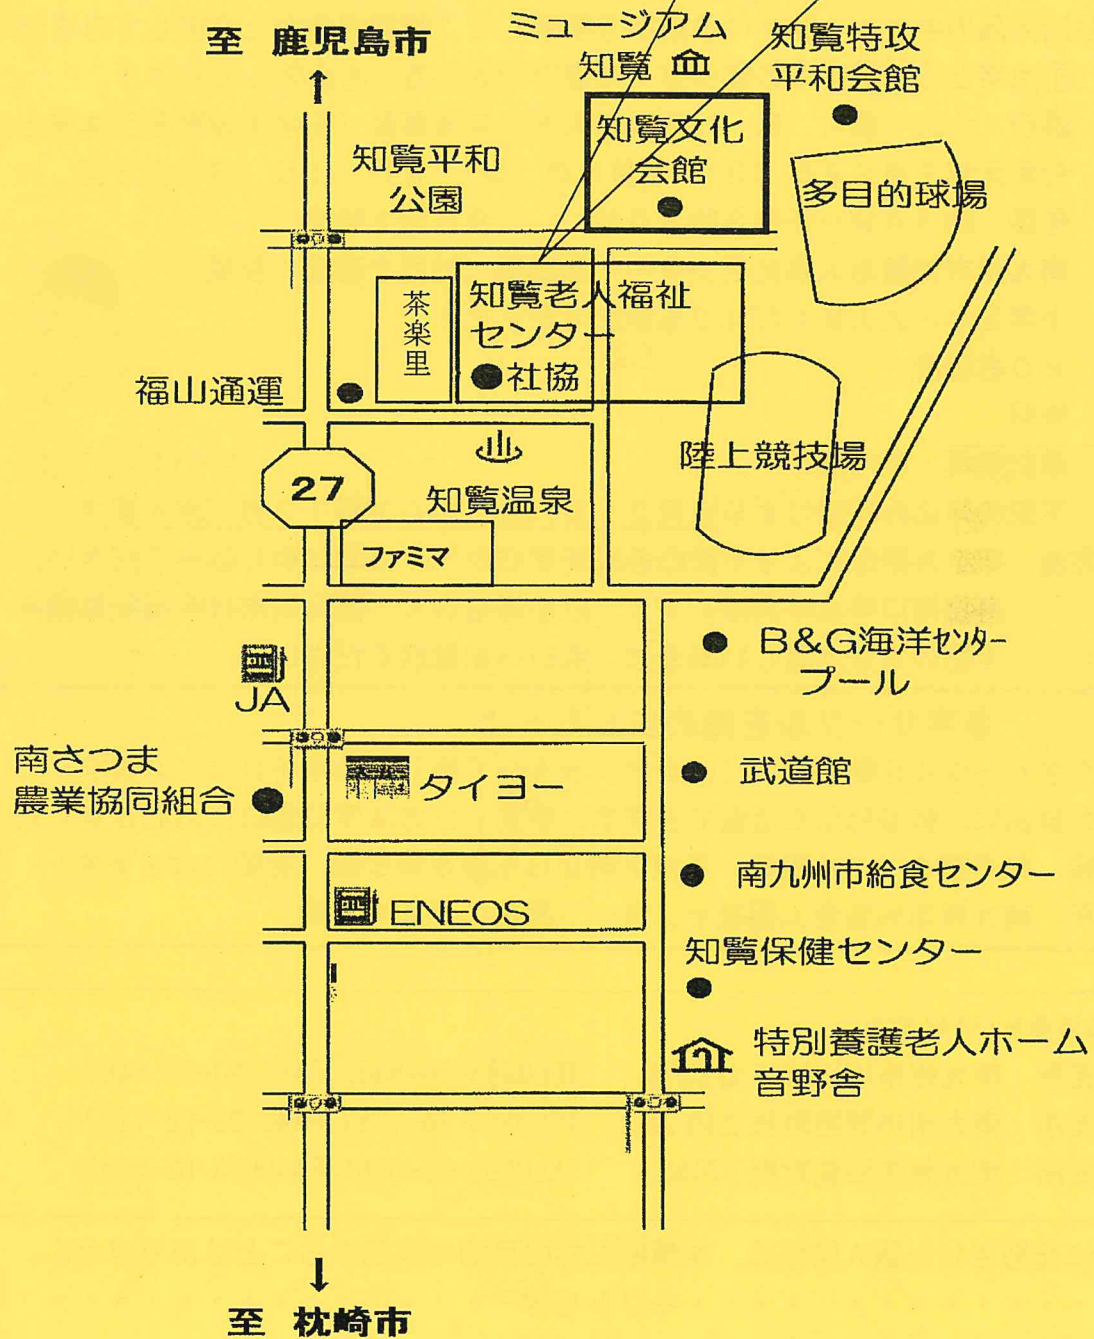 至 鹿児島市
ミュージアム
知覧
知覧特攻
平和会館
知覧文化
会館
知覧平和
公園
多目的球場
茶楽里
知覧老人福祉
センター
社協
福山通運
陸上競技場
27
知覧温泉
ファミマ
B&G海洋センター
プール
JA
南さつま
農業協同組合
タイヨー
武道館
南九州市給食センター
ENEOS
知覧保健センター
特別養護老人ホーム
音野舎
至 枕崎市